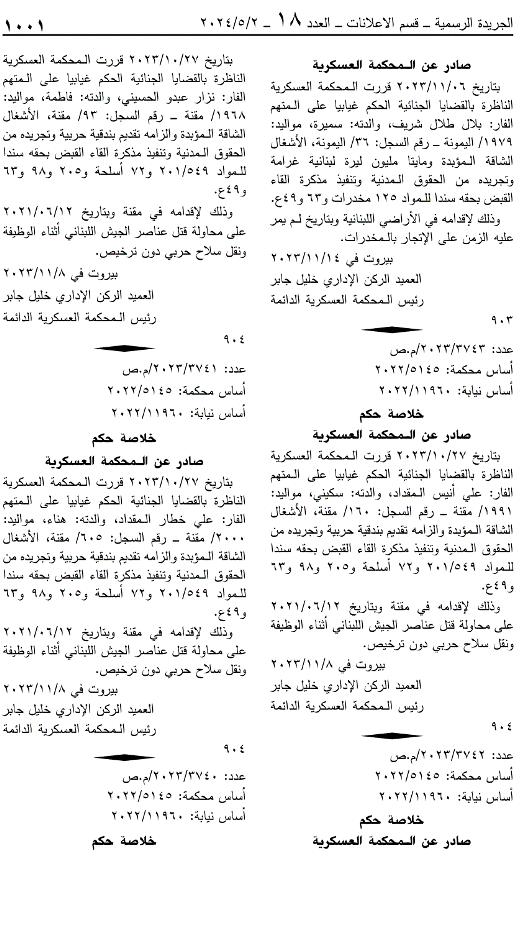 الجريدة الرسمية ــ قسم الاعلانات ــ العدد ١٨ ــ ٢٠٢٤/٥/٢
١٠٠١
صادر عن المحكمة العسكرية
بتاريخ ٢٠٢٣/١١/٠٦ قررت المحكمة العسكرية
الناظرة بالقضايا الجنائية الحكم غيابيا على المتهم
الفار: بلال طلال شريف، والدته: سميرة، مواليد:
١٩٧٩/ اليمونة ــ رقم السجل: ٣٦/ اليمونة، الأشغال
الشاقة المؤبدة ومايتا مليون ليرة لبنانية غرامة
وتجريده من الحقوق المدنية وتنفيذ مذكرة القاء
القبض بحقه سندا للمواد ١٢٥ مخدرات و٦٣ و٤٩ع.
وذلك لإقدامه في الأراضي اللبنانية وبتاريخ لم يمر
عليه الزمن على الإتجار بالمخدرات.
بيروت في ٢٠٢٣/١١/١٤
العميد الركن الإداري خليل جابر
رئيس المحكمة العسكرية الدائمة
٩٠٣
عدد: ٢٠٢٣/٣٧٤٣/م.ص
أساس محكمة: ٢٠٢٢/٥١٤٥
أساس نيابة: ٢٠٢٢/١١٩٦٠
خلاصة حكم
صادر عن المحكمة العسكرية
بتاريخ ٢٠٢٣/١٠/٢٧ قررت المحكمة العسكرية
الناظرة بالقضايا الجنائية الحكم غيابيا على المتهم
الفار: علي أنيس المقداد، والدته: سكيني، مواليد:
١٩٩١/ مقنة ــ رقم السجل: ١٦٠/ مقنة، الأشغال
الشاقة المؤبدة والزامه تقديم بندقية حربية وتجريده من
الحقوق المدنية وتنفيذ مذكرة القاء القبض بحقه سندا
للمواد ٢٠١/٥٤٩ و٧٢ أسلحة و٢٠٥ و٩٨ و٦٣
و٤٩ع.
وذلك لإقدامه في مقنة وبتاريخ ٢٠٢١/٠٦/١٢
على محاولة قتل عناصر الجيش اللبناني أثناء الوظيفة
ونقل سلاح حربي دون ترخيص.
بيروت في ٢٠٢٣/١١/٨
العميد الركن الإداري خليل جابر
رئيس المحكمة العسكرية الدائمة
٩٠٤
عدد: ٢٠٢٣/٣٧٤٢/م.ص
أساس محكمة: ٢٠٢٢/٥١٤٥
أساس نيابة: ٢٠٢٢/١١٩٦٠
خلاصة حكم
صادر عن المحكمة العسكرية
بتاريخ ٢٠٢٣/١٠/٢٧ قررت المحكمة العسكرية
الناظرة بالقضايا الجنائية الحكم غيابيا على المتهم
الفار: نزار عبدو الحسيني، والدته: فاطمة، مواليد:
١٩٦٨/ مقنة ــ رقم السجل: ٩٣/ مقنة، الأشغال
الشاقة المؤبدة والزامه تقديم بندقية حربية وتجريده من
الحقوق المدنية وتنفيذ مذكرة القاء القبض بحقه سندا
للمواد ٢٠١/٥٤٩ و٧٢ أسلحة و٢٠٥ و٩٨ و٦٣
و٤٩ع.
وذلك لإقدامه في مقنة وبتاريخ ٢٠٢١/٠٦/١٢
على محاولة قتل عناصر الجيش اللبناني أثناء الوظيفة
ونقل سلاح حربي دون ترخيص.
بيروت في ٢٠٢٣/١١/٨
العميد الركن الإداري خليل جابر
رئيس المحكمة العسكرية الدائمة
٩٠٤
عدد: ٢٠٢٣/٣٧٤١/م.ص
أساس محكمة: ٢٠٢٢/٥١٤٥
أساس نيابة: ٢٠٢٢/١١٩٦٠
خلاصة حكم
صادر عن المحكمة العسكرية
بتاريخ ٢٠٢٣/١٠/٢٧ قررت المحكمة العسكرية
الناظرة بالقضايا الجنائية الحكم غيابيا على المتهم
الفار: علي خطار المقداد، والدته: هناء، مواليد:
٢٠٠٠/ مقنة ــ رقم السجل: ٦٠٥/ مقنة، الأشغال
الشاقة المؤبدة والزامه تقديم بندقية حربية وتجريده من
الحقوق المدنية وتنفيذ مذكرة القاء القبض بحقه سندا
للمواد ٢٠١/٥٤٩ و٧٢ أسلحة و٢٠٥ و٩٨ و٦٣
و٤٩ع.
وذلك لإقدامه في مقنة وبتاريخ ٢٠٢١/٠٦/١٢
على محاولة قتل عناصر الجيش اللبناني أثناء الوظيفة
ونقل سلاح حربي دون ترخيص.
بيروت في ٢٠٢٣/١١/٨
العميد الركن الإداري خليل جابر
رئيس المحكمة العسكرية الدائمة
٩٠٤
عدد: ٢٠٢٣/٣٧٤٠/م.ص
أساس محكمة: ٢٠٢٢/٥١٤٥
أساس نيابة: ٢٠٢٢/١١٩٦٠
خلاصة حكم